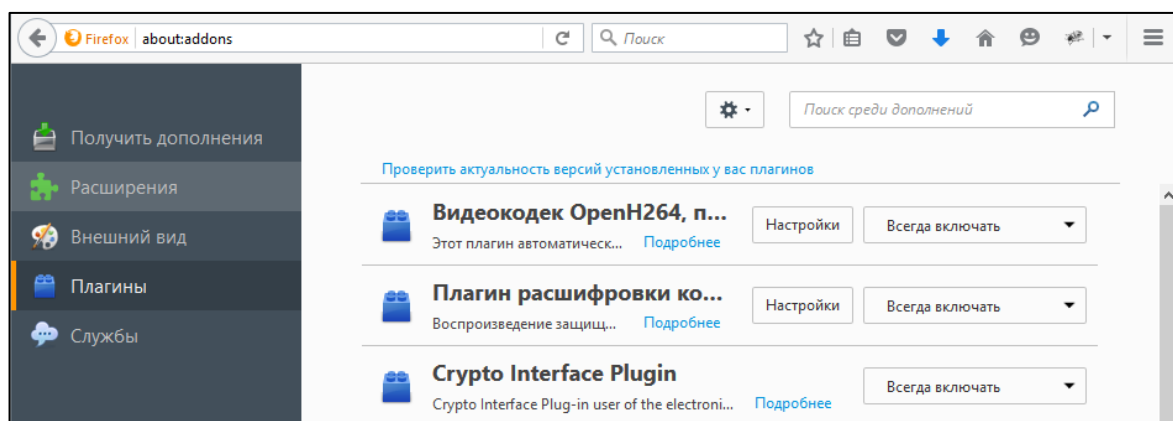 Firefox about:addons
Поиск
Поиск среди дополнений
Получить дополнения
Расширения
Внешний вид
Плагины
Службы
Проверить актуальность версий установленных у вас плагинов
Видеокодек OpenH264, п...
Этот плагин автоматическ... Подробнее
Настройки
Всегда включать
Плагин расшифровки ко...
Воспроизведение защищ... Подробнее
Настройки
Всегда включать
Crypto Interface Plugin
Crypto Interface Plug-in user of the electroni... Подробнее
Всегда включать